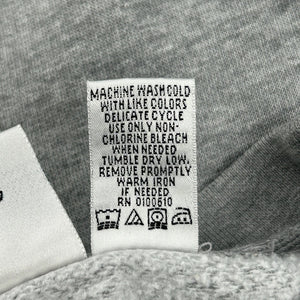 MACHINE WASH COLD
WITH LIKE COLORS
DELICATE CYCLE
USE ONLY NON-
CHLORINE BLEACH
WHEN NEEDED
TUMBLE DRY LOW,
REMOVE PROMPTLY
WARM IRON
IF NEEDED
RN 0100610